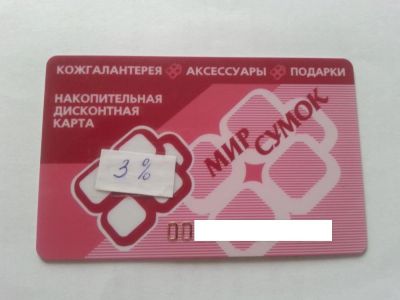 КОЖГАЛАНТЕРЕЯ АКСЕССУАРЫ ПОДАРКИ
НАКОПИТЕЛЬНАЯ
ДИСКОНТНАЯ
КАРТА
МИР СУМОК
3 %
00